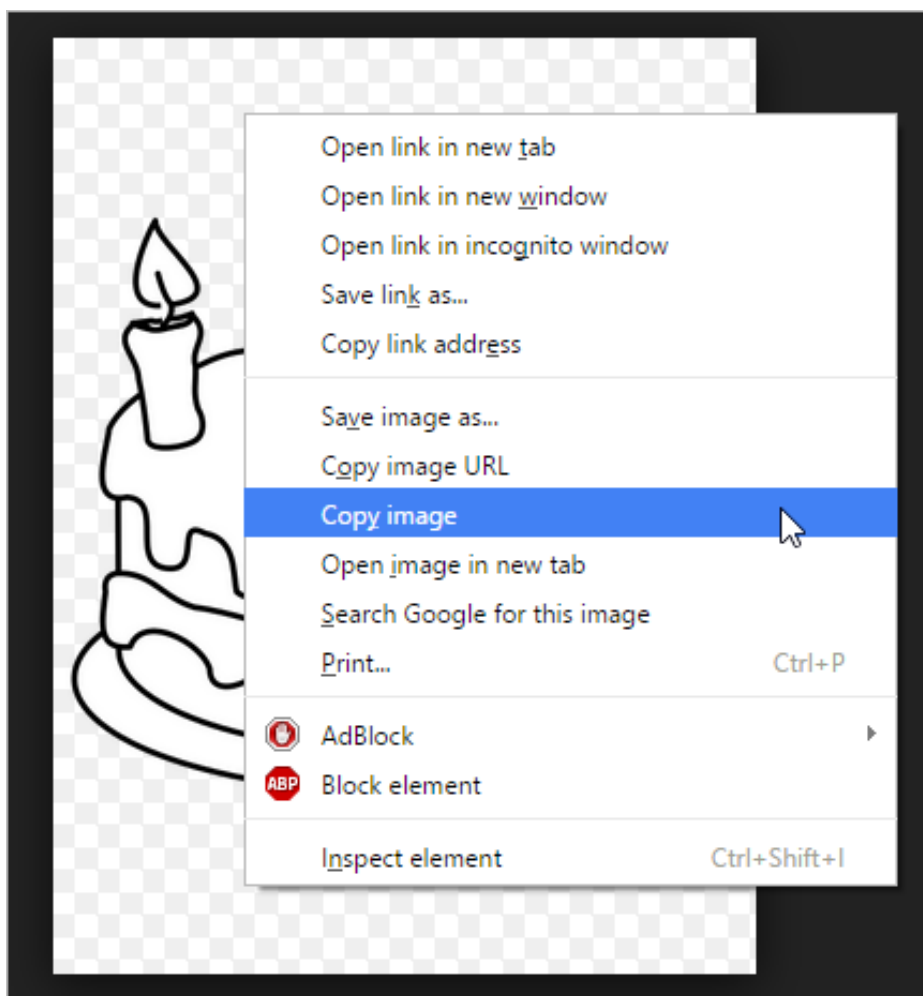 Open link in new tab
Open link in new window
Open link in incognito window
Save link as...
Copy link address
Save image as...
Copy image URL
Copy image
Open image in new tab
Search Google for this image
Print... Ctrl+P
AdBlock
ABP Block element
Inspect element Ctrl+Shift+I